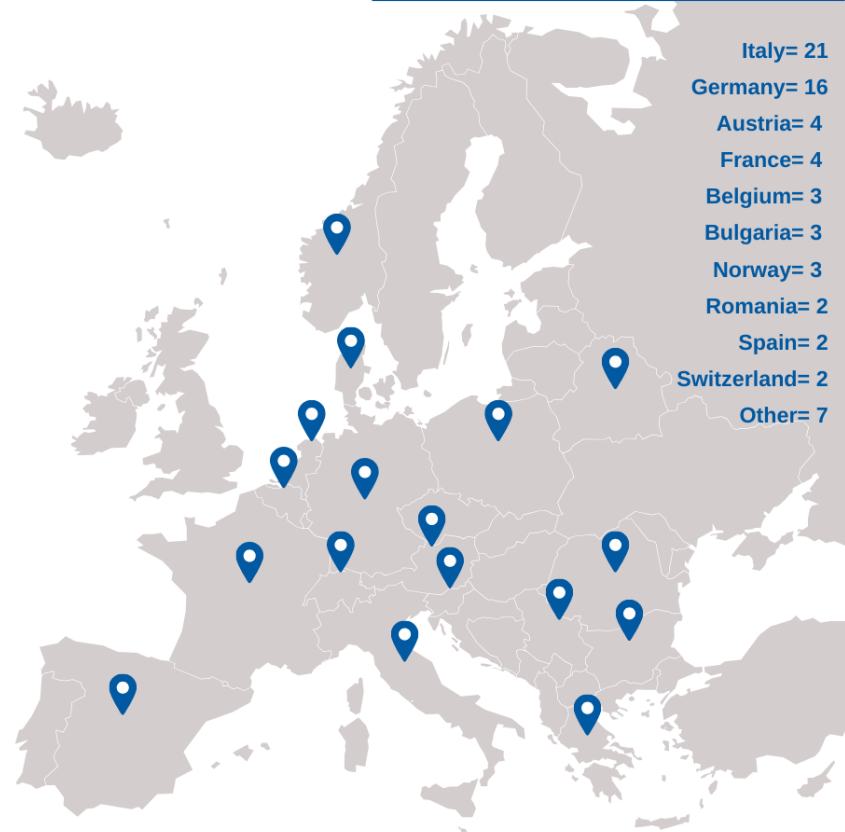 Italy= 21
Germany= 16
Austria= 4
France= 4
Belgium= 3
Bulgaria= 3
Norway= 3
Romania= 2
Spain= 2
Switzerland= 2
Other= 7